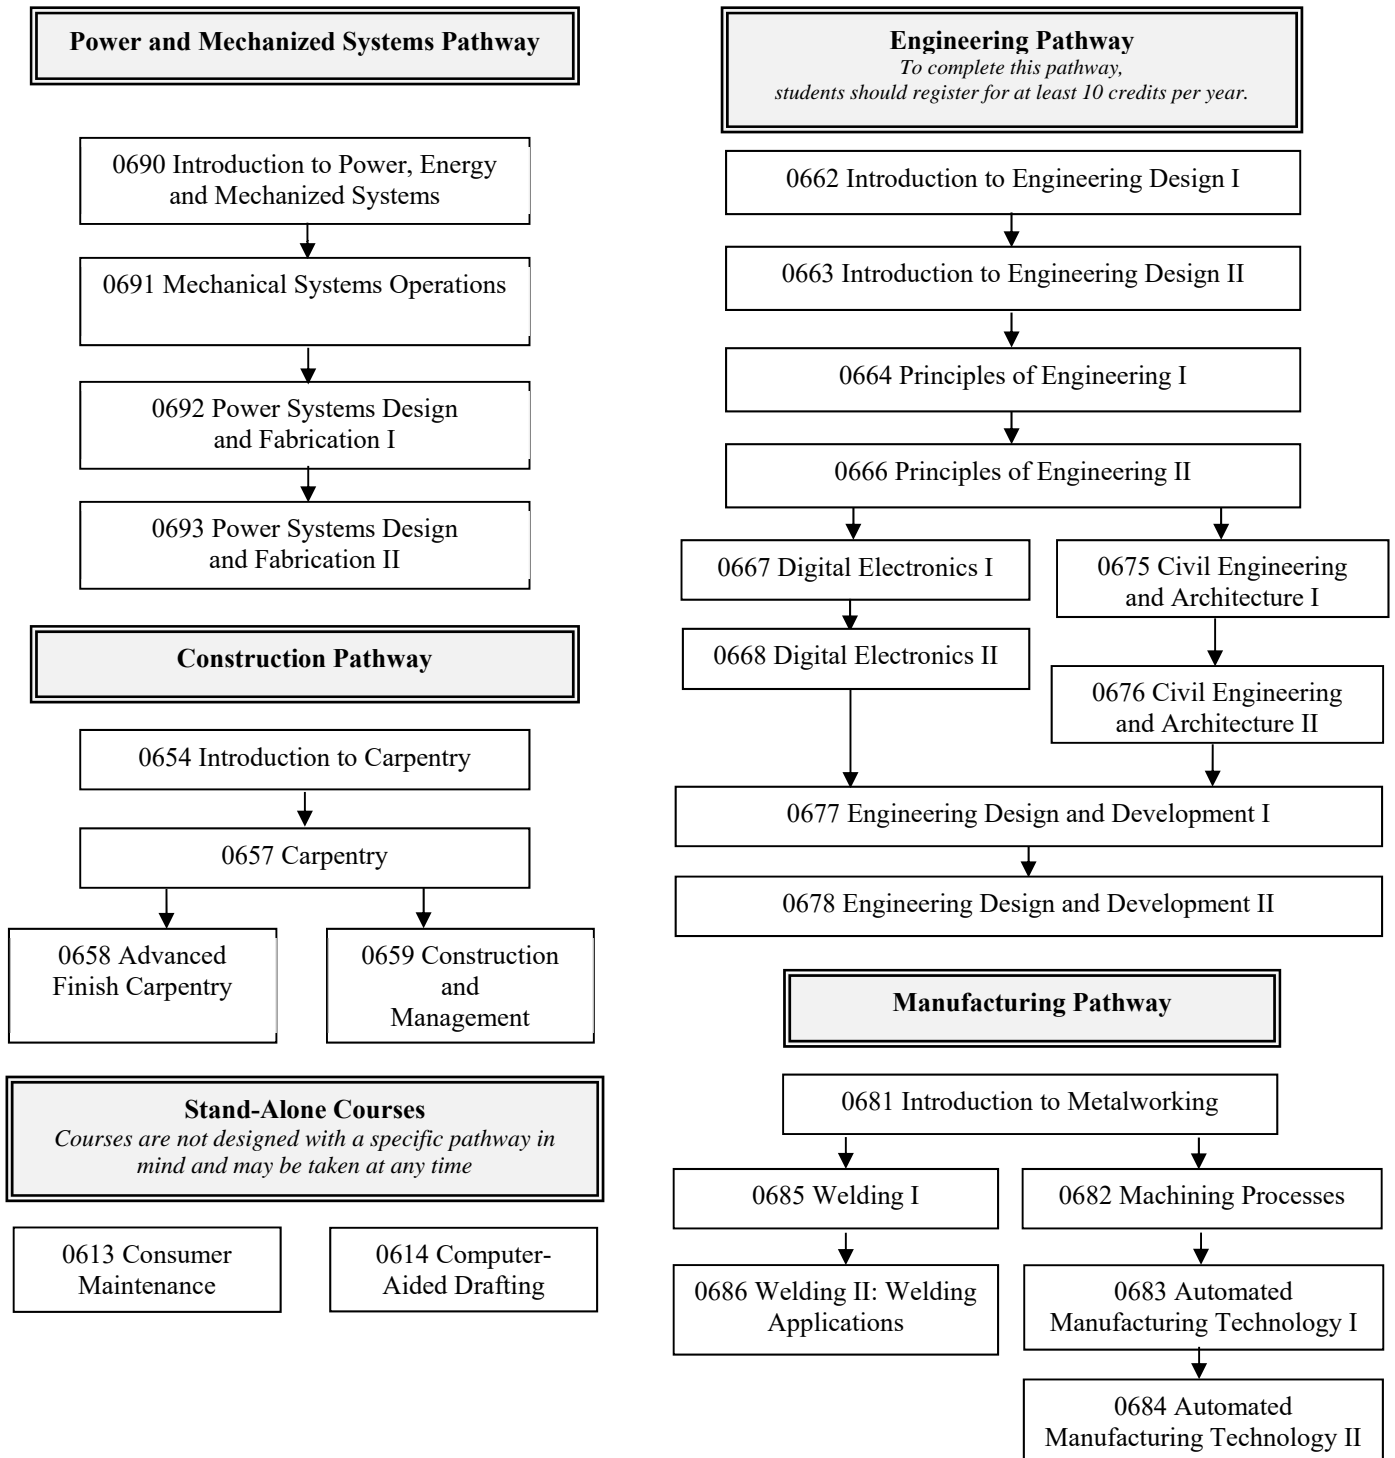 Power and Mechanized Systems Pathway
0690 Introduction to Power, Energy
and Mechanized Systems
0691 Mechanical Systems Operations
0692 Power Systems Design
and Fabrication I
0693 Power Systems Design
and Fabrication II
Construction Pathway
0654 Introduction to Carpentry
0657 Carpentry
0658 Advanced
Finish Carpentry
0659 Construction
and
Management
Stand-Alone Courses
Courses are not designed with a specific pathway in
mind and may be taken at any time
0613 Consumer
Maintenance
0614 Computer-
Aided Drafting
Engineering Pathway
To complete this pathway,
students should register for at least 10 credits per year.
0662 Introduction to Engineering Design I
0663 Introduction to Engineering Design II
0664 Principles of Engineering I
0666 Principles of Engineering II
0667 Digital Electronics I
0668 Digital Electronics II
0675 Civil Engineering
and Architecture I
0676 Civil Engineering
and Architecture II
0677 Engineering Design and Development I
0678 Engineering Design and Development II
Manufacturing Pathway
0681 Introduction to Metalworking
0685 Welding I
0686 Welding II: Welding
Applications
0682 Machining Processes
0683 Automated
Manufacturing Technology I
0684 Automated
Manufacturing Technology II